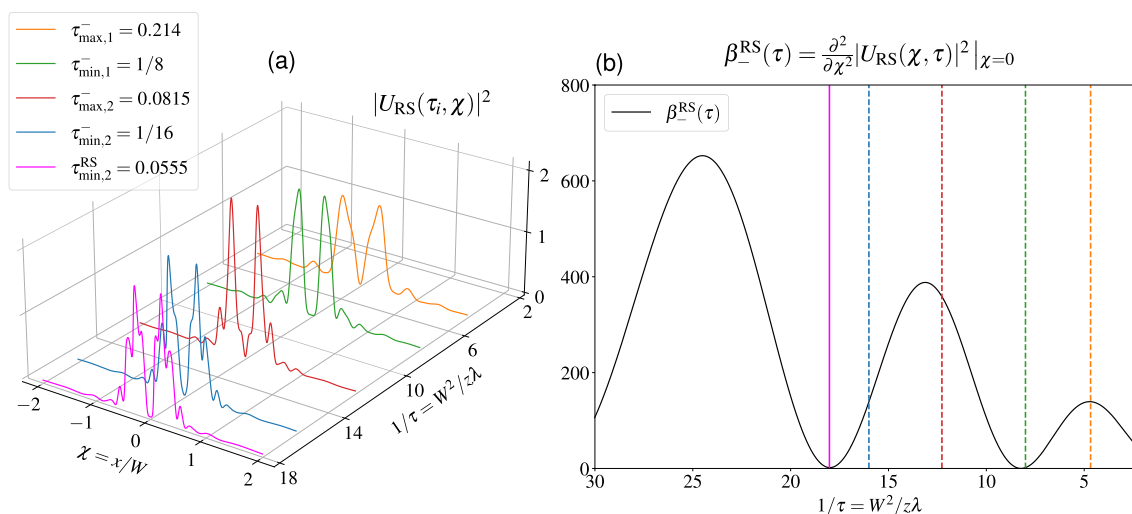 τ⁻max,1 = 0.214
τ⁻min,1 = 1/8
τ⁻max,2 = 0.0815
τ⁻min,2 = 1/16
τᴿˢmin,2 = 0.0555
(a)
|U_RS(τ_i, χ)|²
2
1
0
2
6
10
14
18
1/τ = W²/zλ
−2
−1
0
1
2
χ = x/W
(b)
β₋ᴿˢ(τ) = ∂²/∂χ² |U_RS(χ, τ)|² |χ=0
β₋ᴿˢ(τ)
800
600
400
200
0
30
25
20
15
10
5
1/τ = W²/zλ